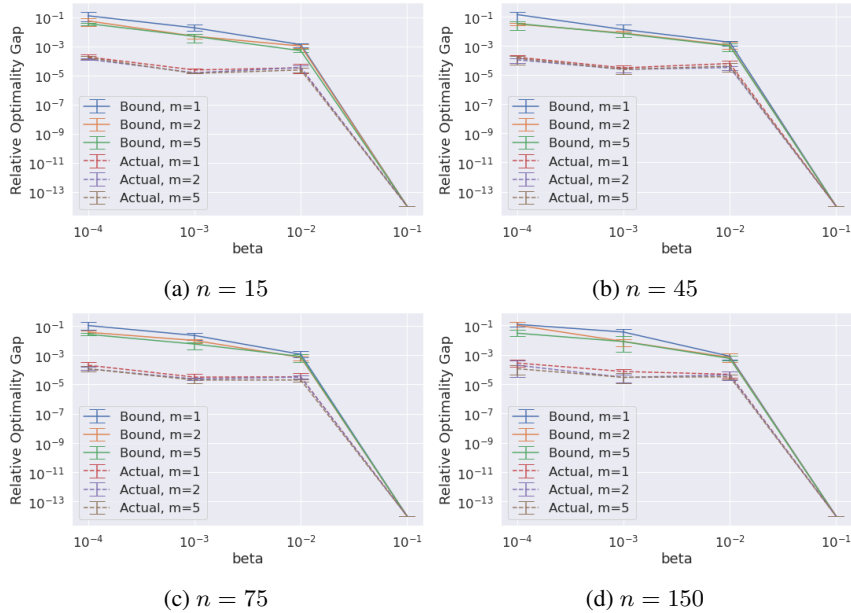 Relative Optimality Gap
10⁻¹
10⁻³
10⁻⁵
10⁻⁷
10⁻⁹
10⁻¹¹
10⁻¹³
Bound, m=1
Bound, m=2
Bound, m=5
Actual, m=1
Actual, m=2
Actual, m=5
10⁻⁴ 10⁻³ 10⁻² 10⁻¹
beta
(a) n = 15
Relative Optimality Gap
10⁻¹
10⁻³
10⁻⁵
10⁻⁷
10⁻⁹
10⁻¹¹
10⁻¹³
Bound, m=1
Bound, m=2
Bound, m=5
Actual, m=1
Actual, m=2
Actual, m=5
10⁻⁴ 10⁻³ 10⁻² 10⁻¹
beta
(b) n = 45
Relative Optimality Gap
10⁻¹
10⁻³
10⁻⁵
10⁻⁷
10⁻⁹
10⁻¹¹
10⁻¹³
Bound, m=1
Bound, m=2
Bound, m=5
Actual, m=1
Actual, m=2
Actual, m=5
10⁻⁴ 10⁻³ 10⁻² 10⁻¹
beta
(c) n = 75
Relative Optimality Gap
10⁻¹
10⁻³
10⁻⁵
10⁻⁷
10⁻⁹
10⁻¹¹
10⁻¹³
Bound, m=1
Bound, m=2
Bound, m=5
Actual, m=1
Actual, m=2
Actual, m=5
10⁻⁴ 10⁻³ 10⁻² 10⁻¹
beta
(d) n = 150